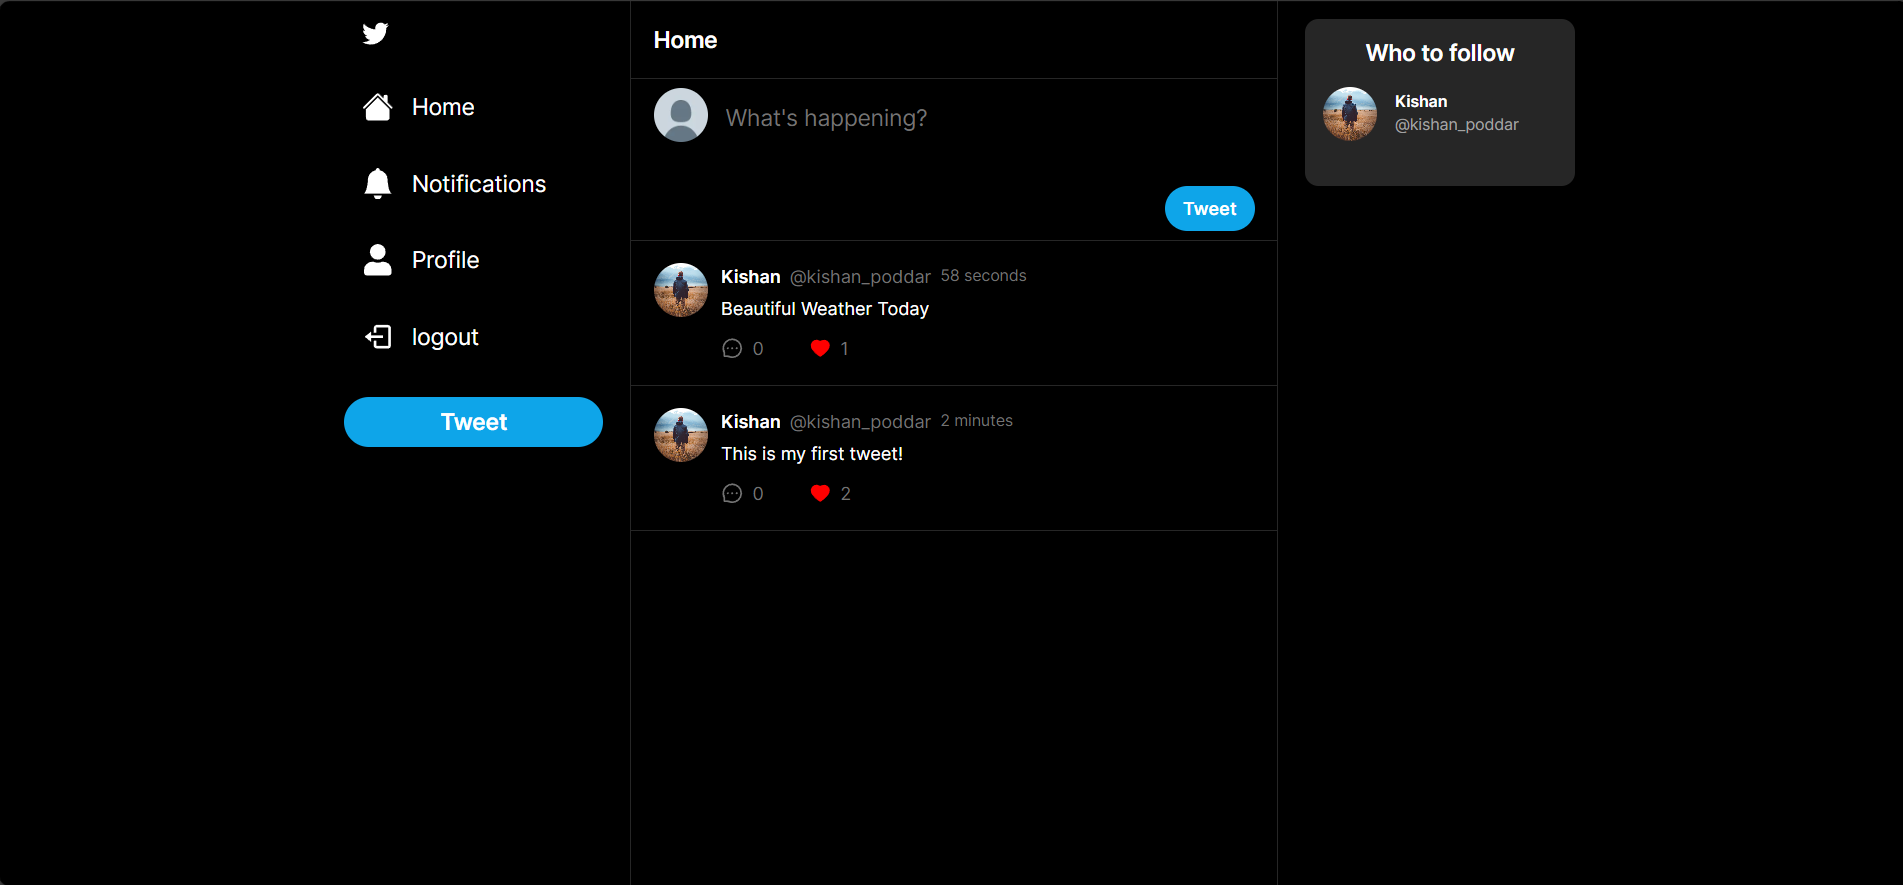 Home
Notifications
Profile
logout
Tweet
Home
What's happening?
Tweet
Kishan @kishan_poddar 58 seconds
Beautiful Weather Today
0 1
Kishan @kishan_poddar 2 minutes
This is my first tweet!
0 2
Who to follow
Kishan
@kishan_poddar